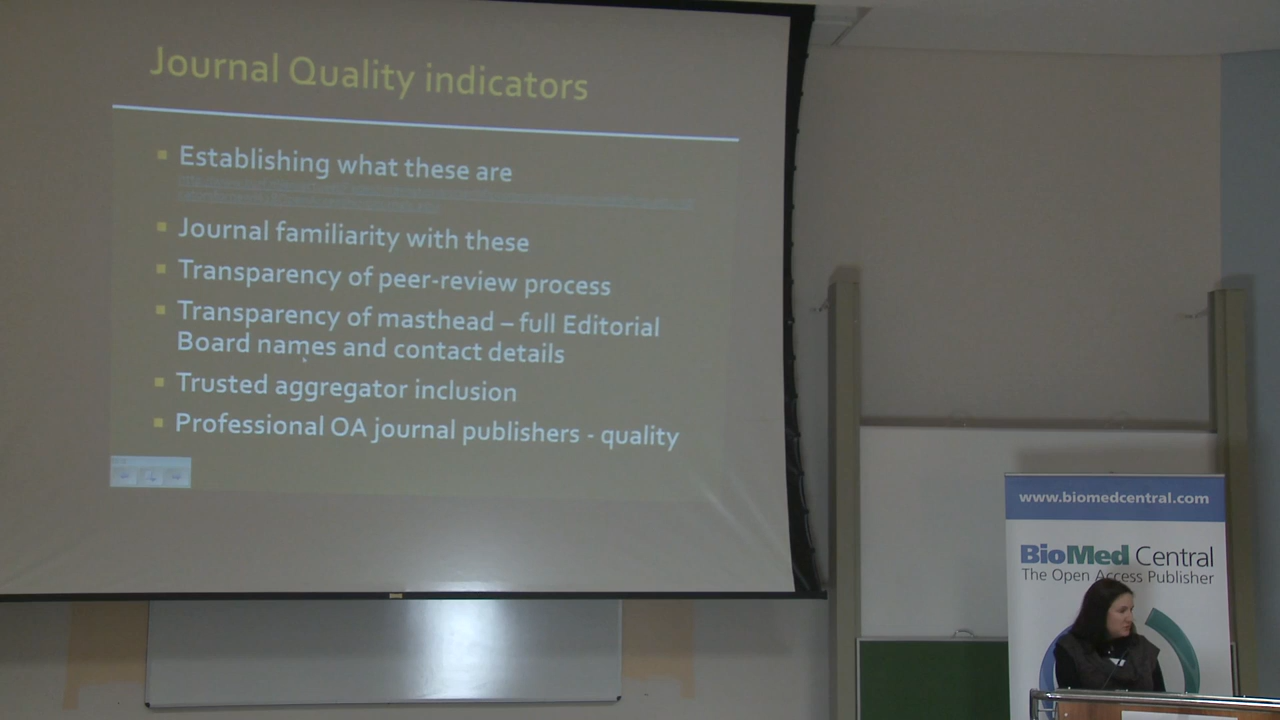 Journal Quality indicators
Establishing what these are
Journal familiarity with these
Transparency of peer-review process
Transparency of masthead – full Editorial
Board names and contact details
Trusted aggregator inclusion
Professional OA journal publishers - quality
www.biomedcentral.com
BioMed Central
The Open Access Publisher